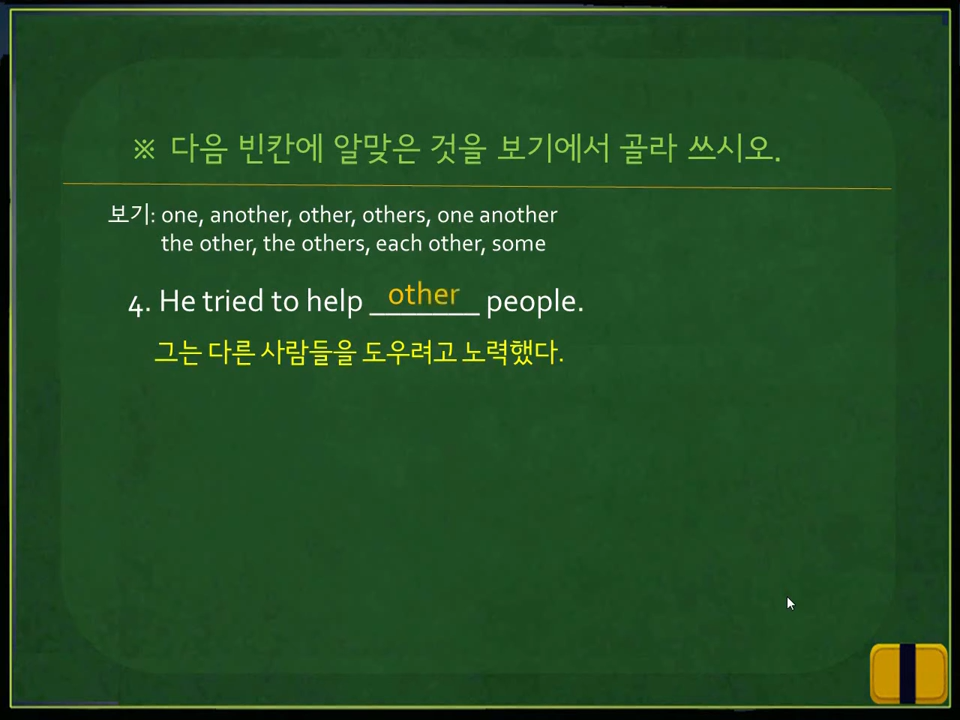 ※ 다음 빈칸에 알맞은 것을 보기에서 골라 쓰시오.
보기: one, another, other, others, one another
the other, the others, each other, some
4. He tried to help other people.
그는 다른 사람들을 도우려고 노력했다.